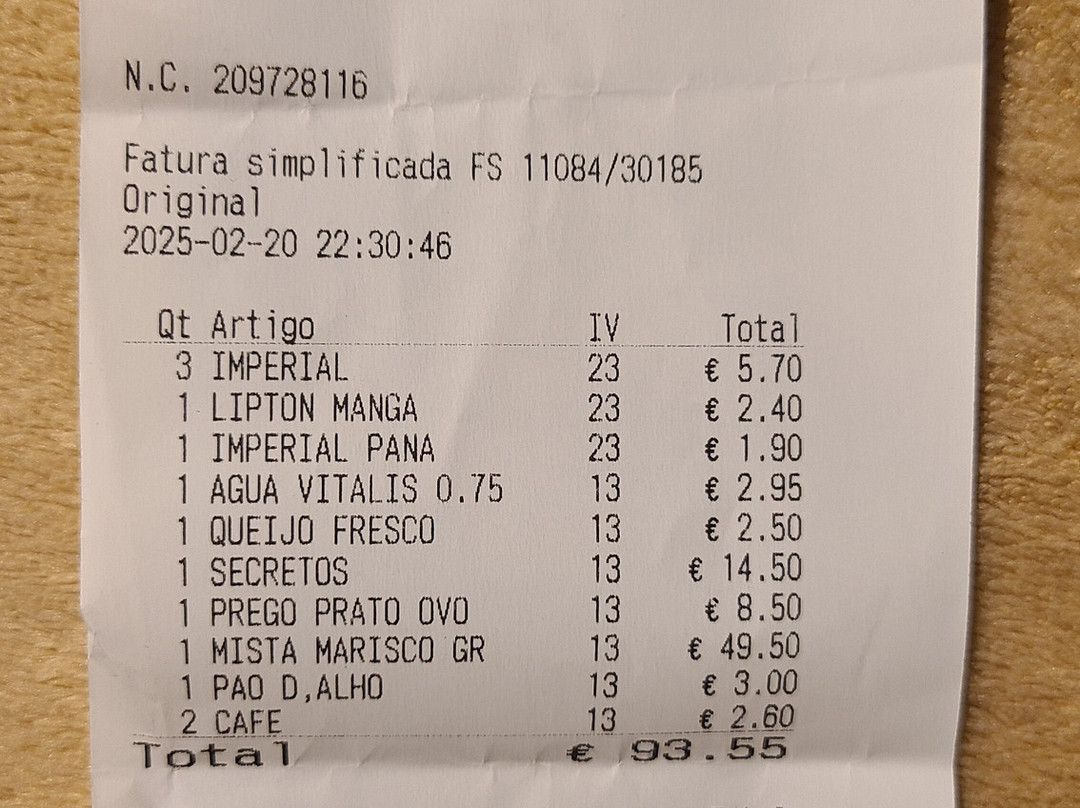 N.C. 209728116
Fatura simplificada FS 11084/30185
Original
2025-02-20 22:30:46
Qt Artigo IV Total
3 IMPERIAL 23 € 5.70
1 LIPTON MANGA 23 € 2.40
1 IMPERIAL PANA 23 € 1.90
1 AGUA VITALIS 0.75 13 € 2.95
1 QUEIJO FRESCO 13 € 2.50
1 SECRETOS 13 € 14.50
1 PREGO PRATO OVO 13 € 8.50
1 MISTA MARISCO GR 13 € 49.50
1 PAO D,ALHO 13 € 3.00
2 CAFE 13 € 2.60
Total € 93.55